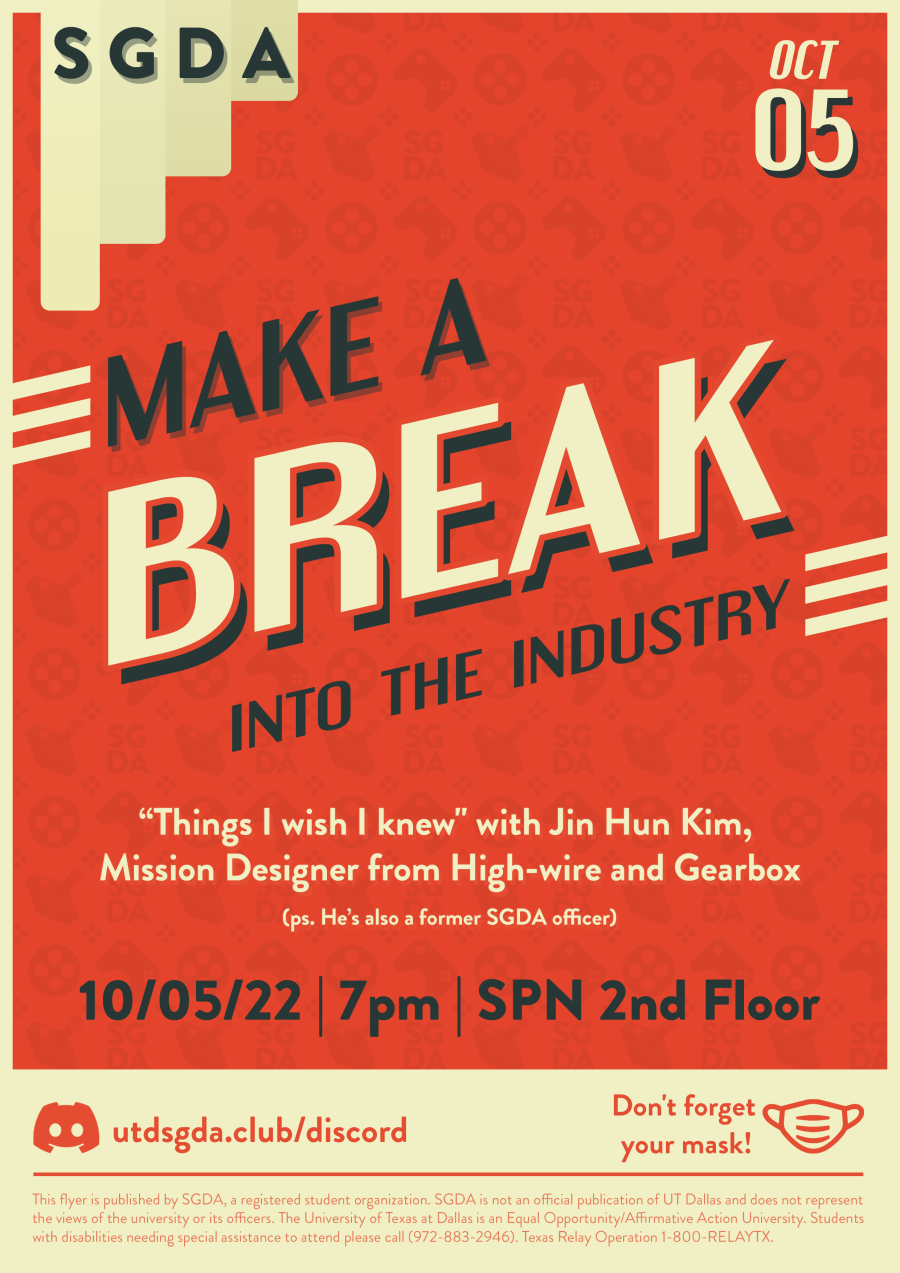 SGDA
OCT
05
MAKE A
BREAK
INTO THE INDUSTRY
“Things I wish I knew" with Jin Hun Kim,
Mission Designer from High-wire and Gearbox
(ps. He’s also a former SGDA officer)
10/05/22 | 7pm | SPN 2nd Floor
utdsgda.club/discord
Don't forget
your mask!
This flyer is published by SGDA, a registered student organization. SGDA is not an official publication of UT Dallas and does not represent
the views of the university or its officers. The University of Texas at Dallas is an Equal Opportunity/Affirmative Action University. Students
with disabilities needing special assistance to attend please call (972-883-2946). Texas Relay Operation 1-800-RELAYTX.